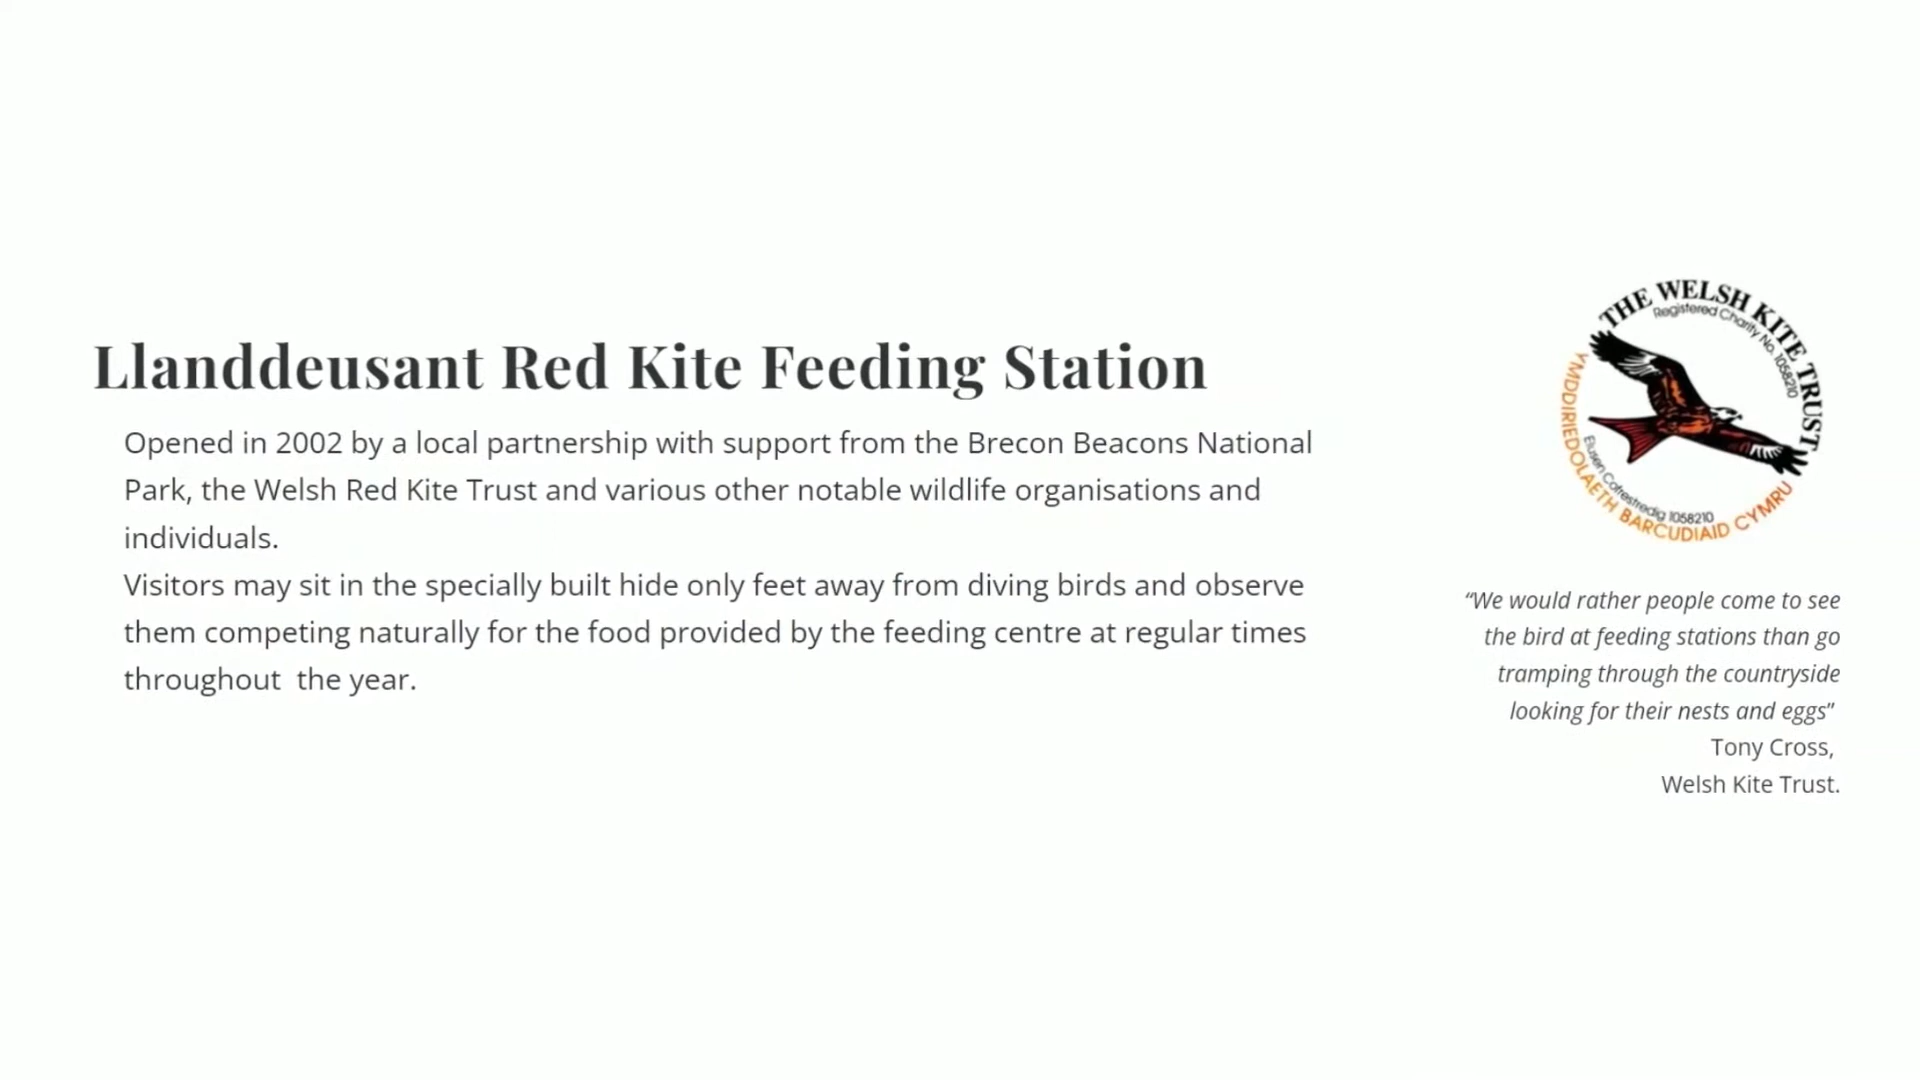 Llanddeusant Red Kite Feeding Station
Opened in 2002 by a local partnership with support from the Brecon Beacons National
Park, the Welsh Red Kite Trust and various other notable wildlife organisations and
individuals.
Visitors may sit in the specially built hide only feet away from diving birds and observe
them competing naturally for the food provided by the feeding centre at regular times
throughout  the year.
THE WELSH KITE TRUST
Registered Charity No. 1058210
Elusen Cofrestredig 1058210
YMDDIRIEDOLAETH BARCUDIAID CYMRU
“We would rather people come to see
the bird at feeding stations than go
tramping through the countryside
looking for their nests and eggs”
Tony Cross,
Welsh Kite Trust.